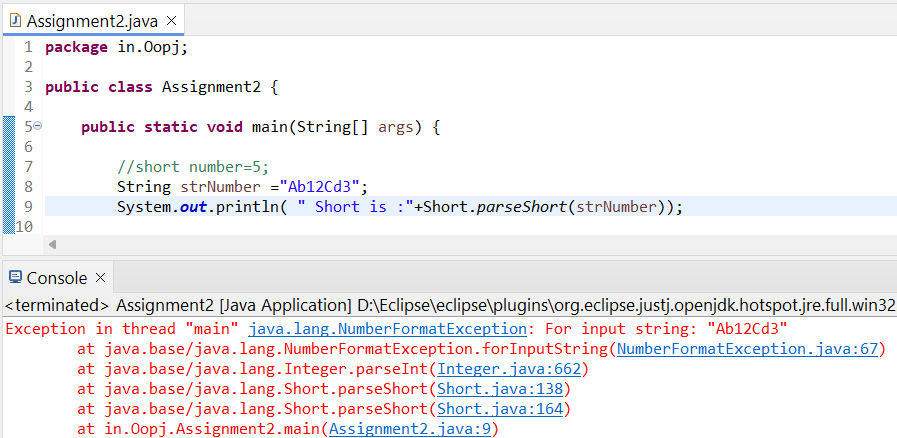 Assignment2.java ×
1 package in.Oopj;
2
3 public class Assignment2 {
4
5 public static void main(String[] args) {
6
7 //short number=5;
8 String strNumber ="Ab12Cd3";
9 System.out.println( " Short is :"+Short.parseShort(strNumber));
10
Console ×
<terminated> Assignment2 [Java Application] D:\Eclipse\eclipse\plugins\org.eclipse.justj.openjdk.hotspot.jre.full.win32
Exception in thread "main" java.lang.NumberFormatException: For input string: "Ab12Cd3"
at java.base/java.lang.NumberFormatException.forInputString(NumberFormatException.java:67)
at java.base/java.lang.Integer.parseInt(Integer.java:662)
at java.base/java.lang.Short.parseShort(Short.java:138)
at java.base/java.lang.Short.parseShort(Short.java:164)
at in.Oopj.Assignment2.main(Assignment2.java:9)